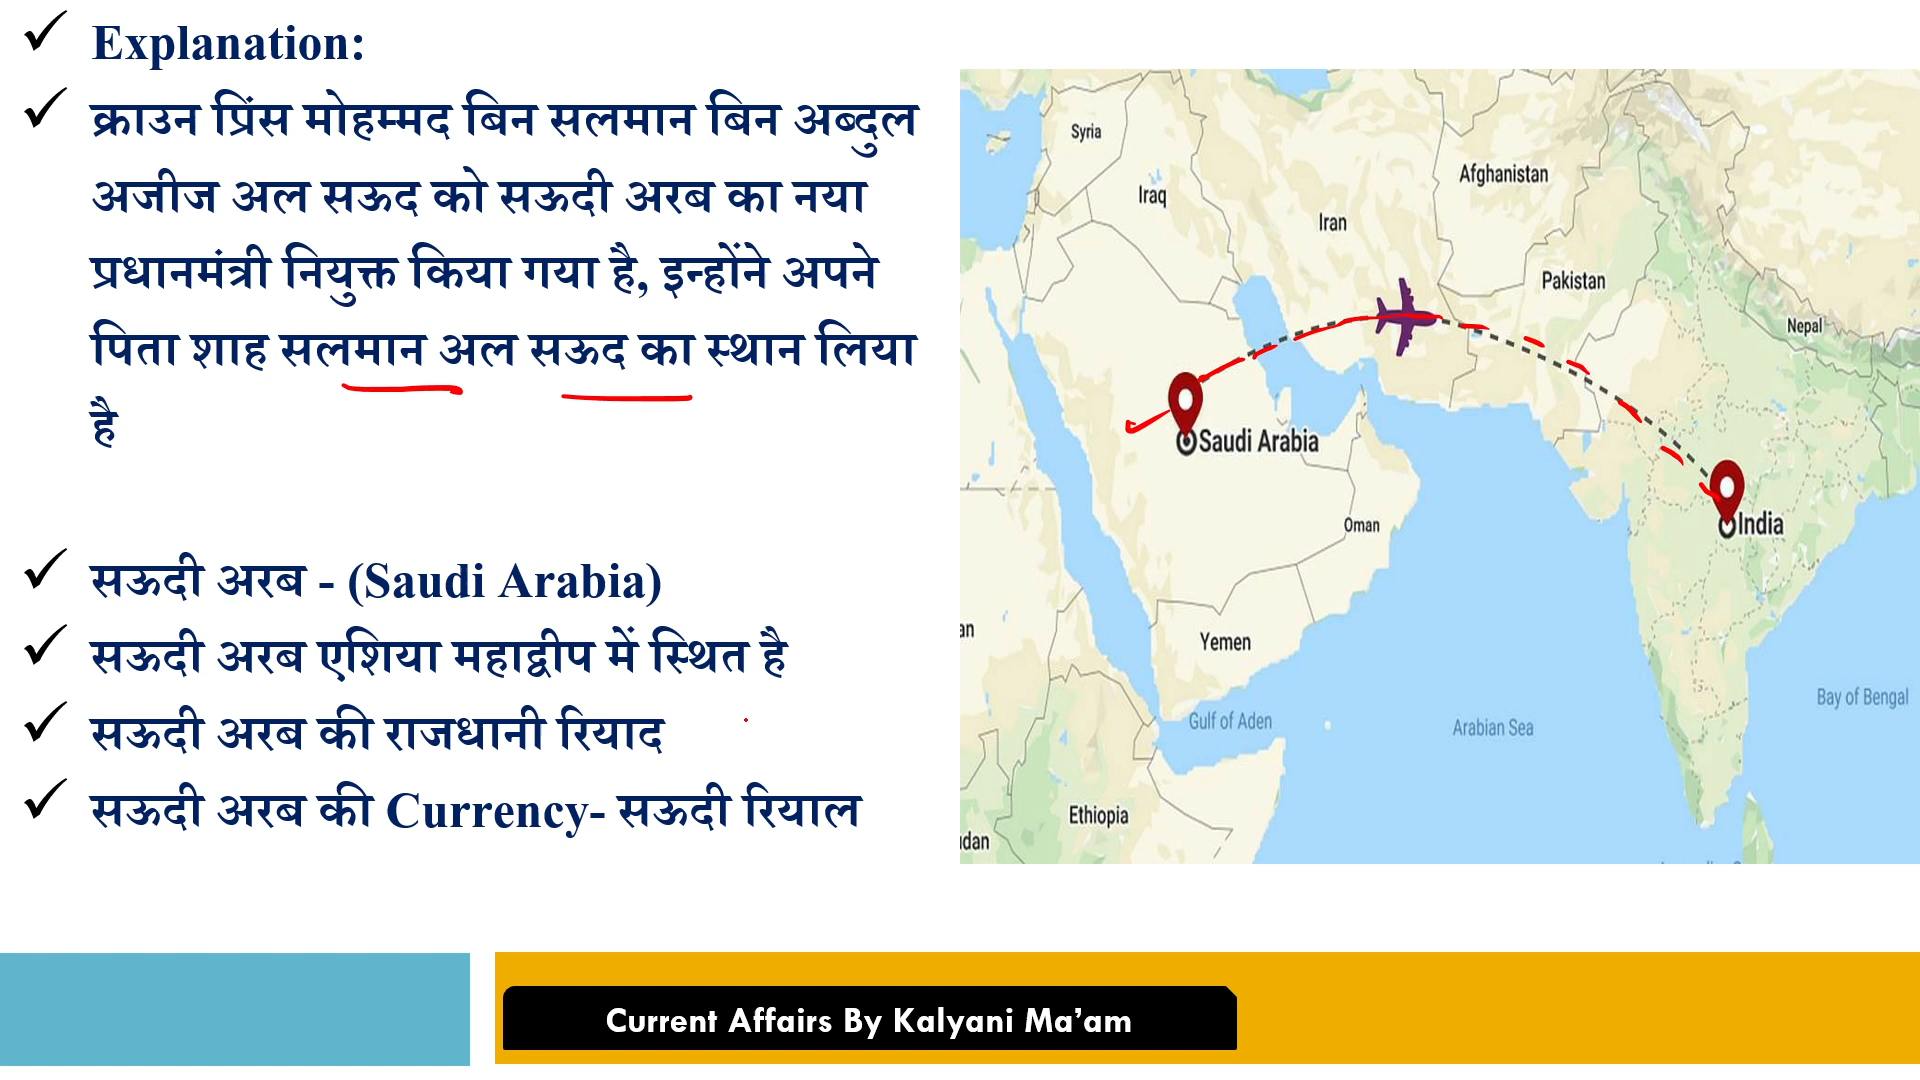 Explanation:
क्राउन प्रिंस मोहम्मद बिन सलमान बिन अब्दुल
अजीज अल सऊद को सऊदी अरब का नया
प्रधानमंत्री नियुक्त किया गया है, इन्होंने अपने
पिता शाह सलमान अल सऊद का स्थान लिया
है
सऊदी अरब - (Saudi Arabia)
सऊदी अरब एशिया महाद्वीप में स्थित है
सऊदी अरब की राजधानी रियाद
सऊदी अरब की Currency- सऊदी रियाल
Syria
Iraq
Iran
Afghanistan
Pakistan
Nepal
Saudi Arabia
India
Oman
Yemen
an
Gulf of Aden
Arabian Sea
Bay of Bengal
Ethiopia
dan
Current Affairs By Kalyani Ma’am